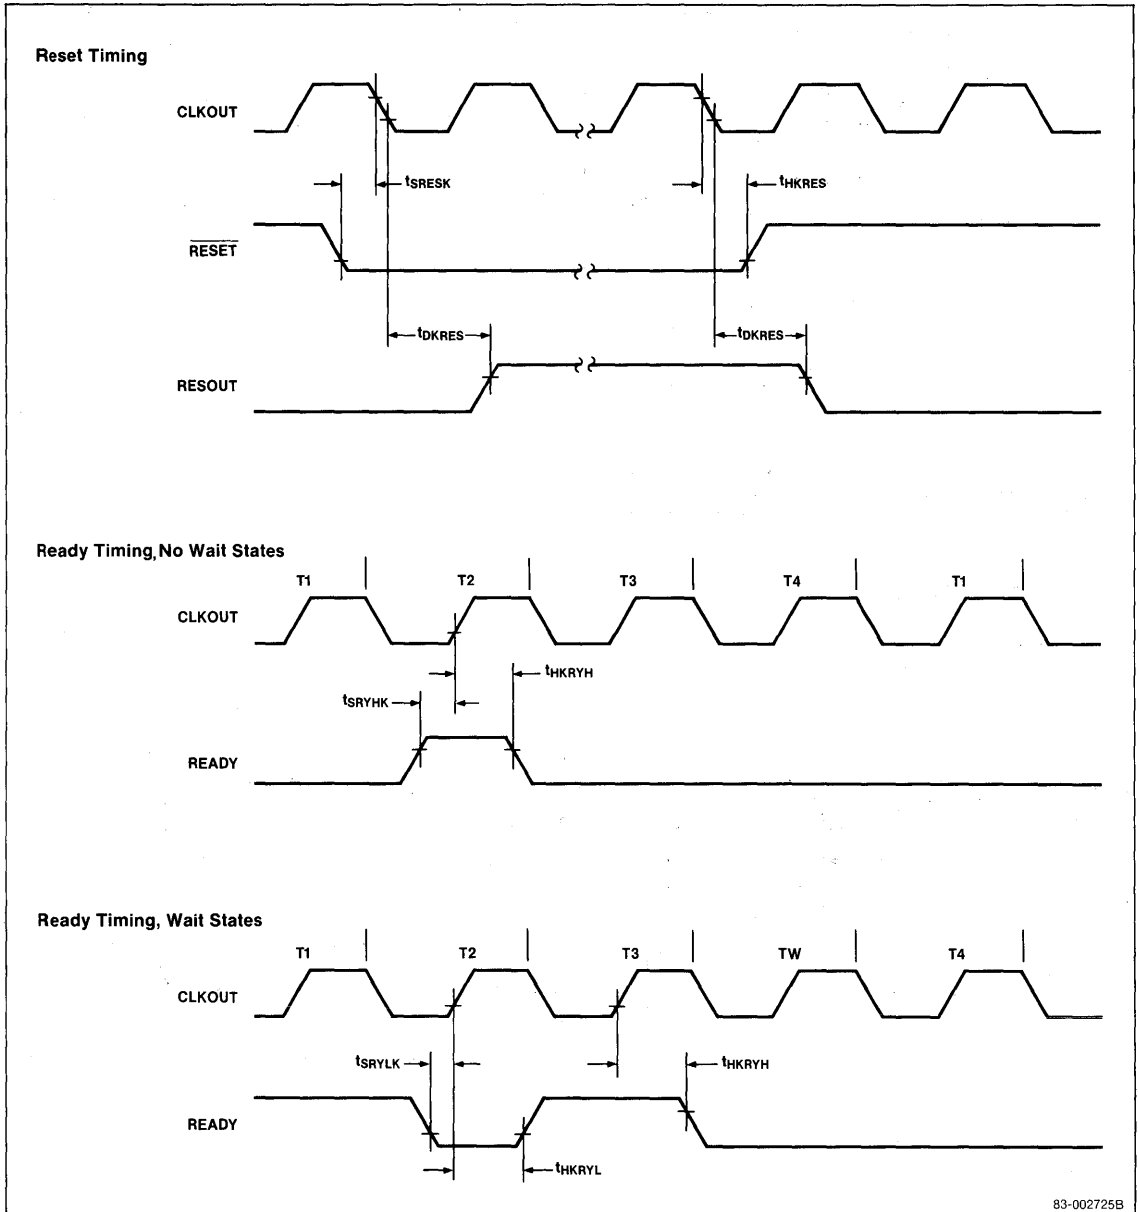 Reset Timing
CLKOUT
tSRESK
tHKRES
RESET
tDKRES
tDKRES
RESOUT
Ready Timing, No Wait States
T1 T2 T3 T4 T1
CLKOUT
tHKRYH
tSRYHK
READY
Ready Timing, Wait States
T1 T2 T3 TW T4
CLKOUT
tSRYLK
tHKRYH
READY
tHKRYL
83-002725B